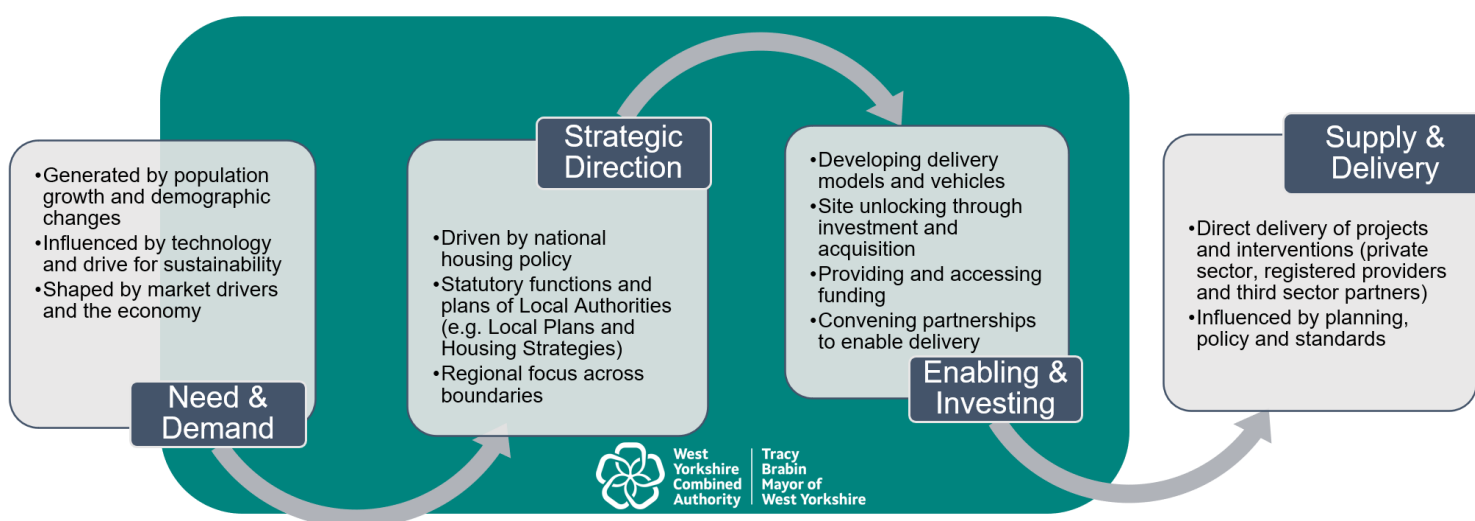 •Generated by population
growth and demographic
changes
•Influenced by technology
and drive for sustainability
•Shaped by market drivers
and the economy
Need &
Demand
Strategic
Direction
•Driven by national
housing policy
•Statutory functions and
plans of Local Authorities
(e.g. Local Plans and
Housing Strategies)
•Regional focus across
boundaries
•Developing delivery
models and vehicles
•Site unlocking through
investment and
acquisition
•Providing and accessing
funding
•Convening partnerships
to enable delivery
Enabling &
Investing
Supply &
Delivery
•Direct delivery of projects
and interventions (private
sector, registered providers
and third sector partners)
•Influenced by planning,
policy and standards
West
Yorkshire
Combined
Authority
Tracy
Brabin
Mayor of
West Yorkshire